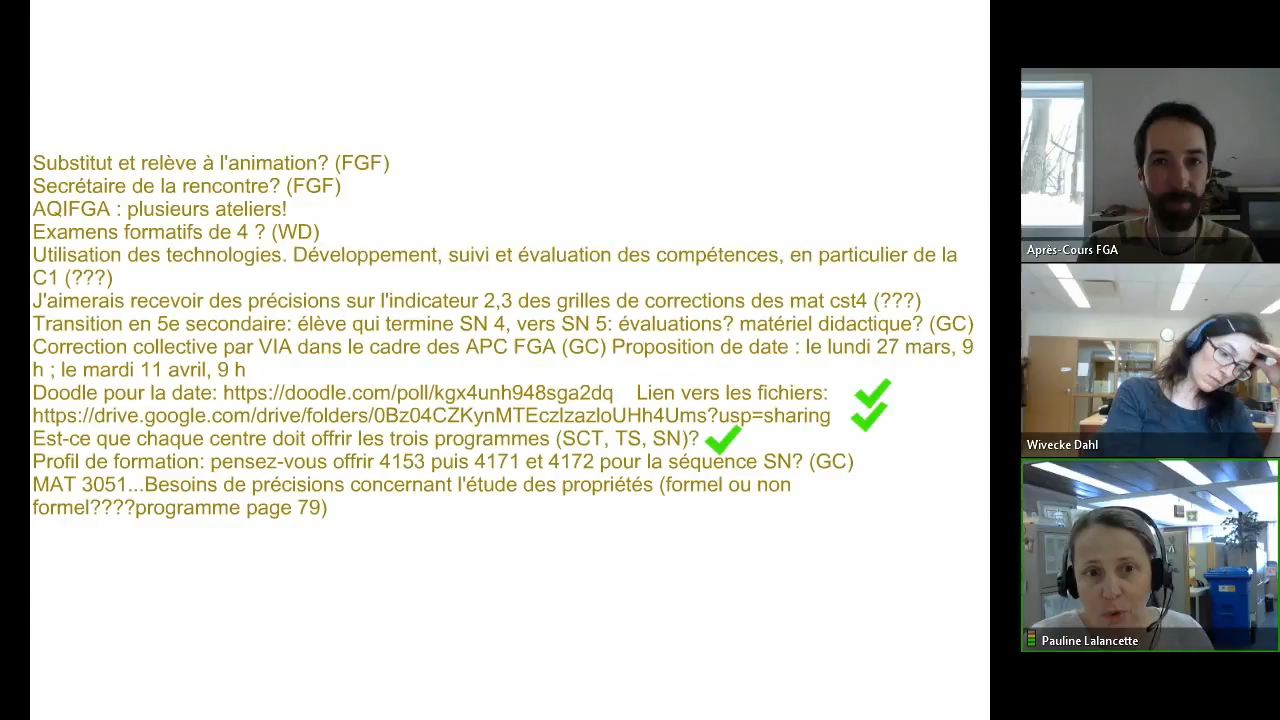 Substitut et relève à l'animation? (FGF)
Secrétaire de la rencontre? (FGF)
AQIFGA : plusieurs ateliers!
Examens formatifs de 4 ? (WD)
Utilisation des technologies. Développement, suivi et évaluation des compétences, en particulier de la
C1 (???)
J'aimerais recevoir des précisions sur l'indicateur 2,3 des grilles de corrections des mat cst4 (???)
Transition en 5e secondaire: élève qui termine SN 4, vers SN 5: évaluations? matériel didactique? (GC)
Correction collective par VIA dans le cadre des APC FGA (GC) Proposition de date : le lundi 27 mars, 9
h ; le mardi 11 avril, 9 h
Doodle pour la date: https://doodle.com/poll/kgx4unh948sga2dq Lien vers les fichiers:
https://drive.google.com/drive/folders/0Bz04CZKynMTEczIzazloUHh4Ums?usp=sharing
Est-ce que chaque centre doit offrir les trois programmes (SCT, TS, SN)?
Profil de formation: pensez-vous offrir 4153 puis 4171 et 4172 pour la séquence SN? (GC)
MAT 3051...Besoins de précisions concernant l'étude des propriétés (formel ou non
formel????programme page 79)
Après-Cours FGA
Wivecke Dahl
Pauline Lalancette